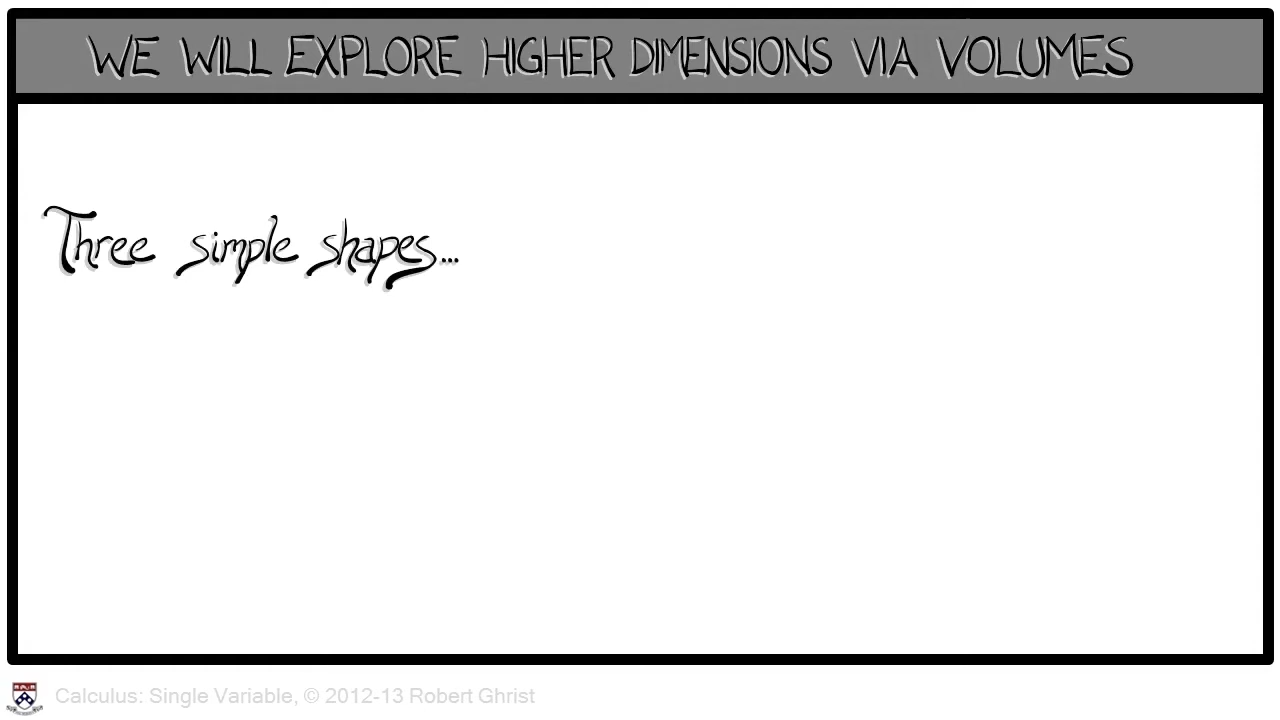 WE WILL EXPLORE HIGHER DIMENSIONS VIA VOLUMES
Three simple shapes...
Calculus: Single Variable, © 2012-13 Robert Ghrist